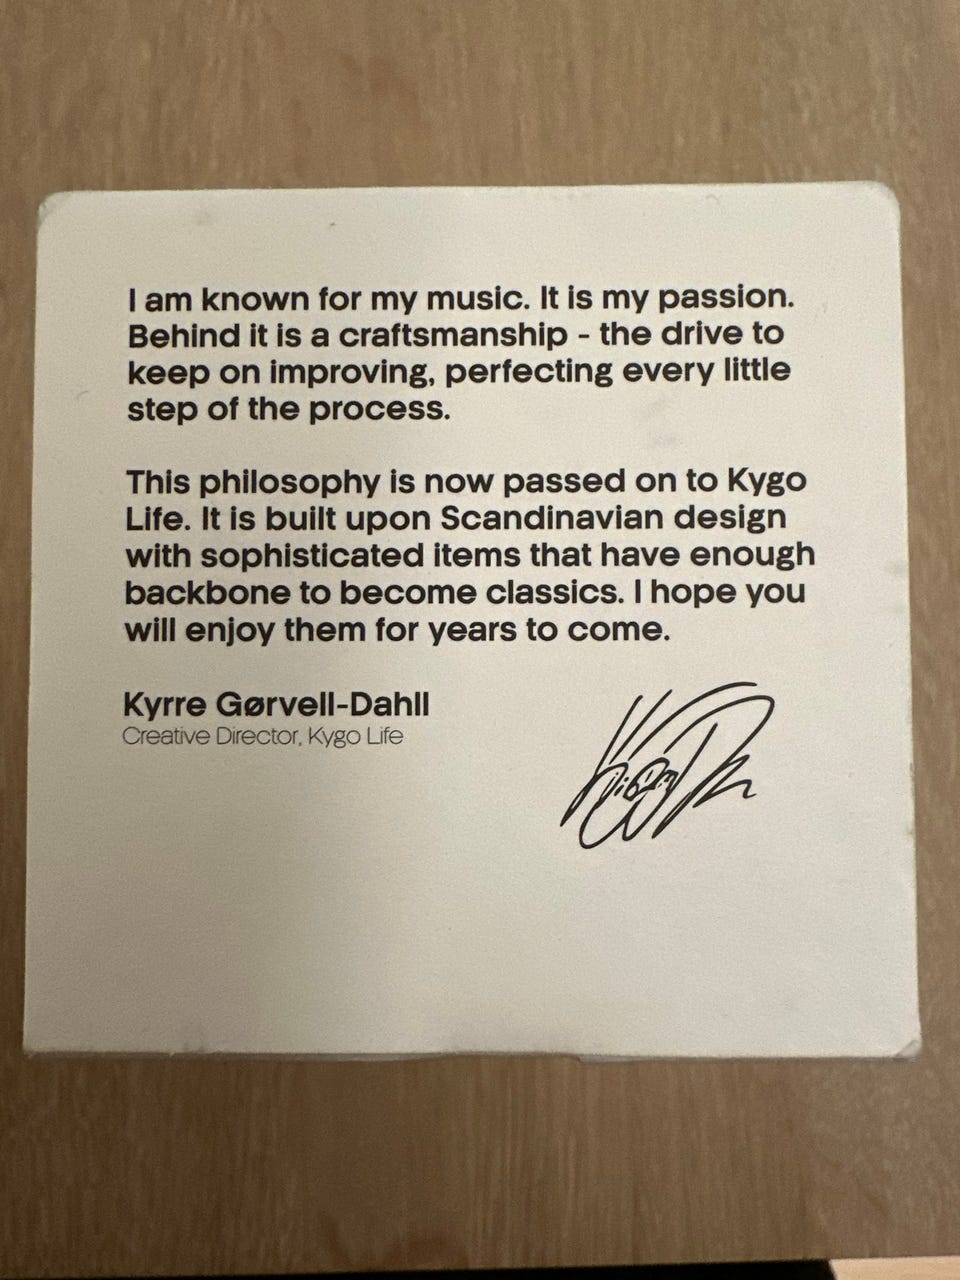 I am known for my music. It is my passion.
Behind it is a craftsmanship - the drive to
keep on improving, perfecting every little
step of the process.
This philosophy is now passed on to Kygo
Life. It is built upon Scandinavian design
with sophisticated items that have enough
backbone to become classics. I hope you
will enjoy them for years to come.
Kyrre Gørvell-Dahll
Creative Director, Kygo Life